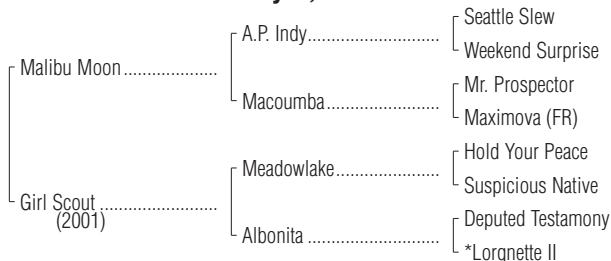 Seattle Slew
A.P. Indy
Weekend Surprise
Malibu Moon
Mr. Prospector
Macoumba
Maximova (FR)
Hold Your Peace
Meadowlake
Suspicious Native
Girl Scout
(2001)
Deputed Testamony
Albonita
*Lorgnette II